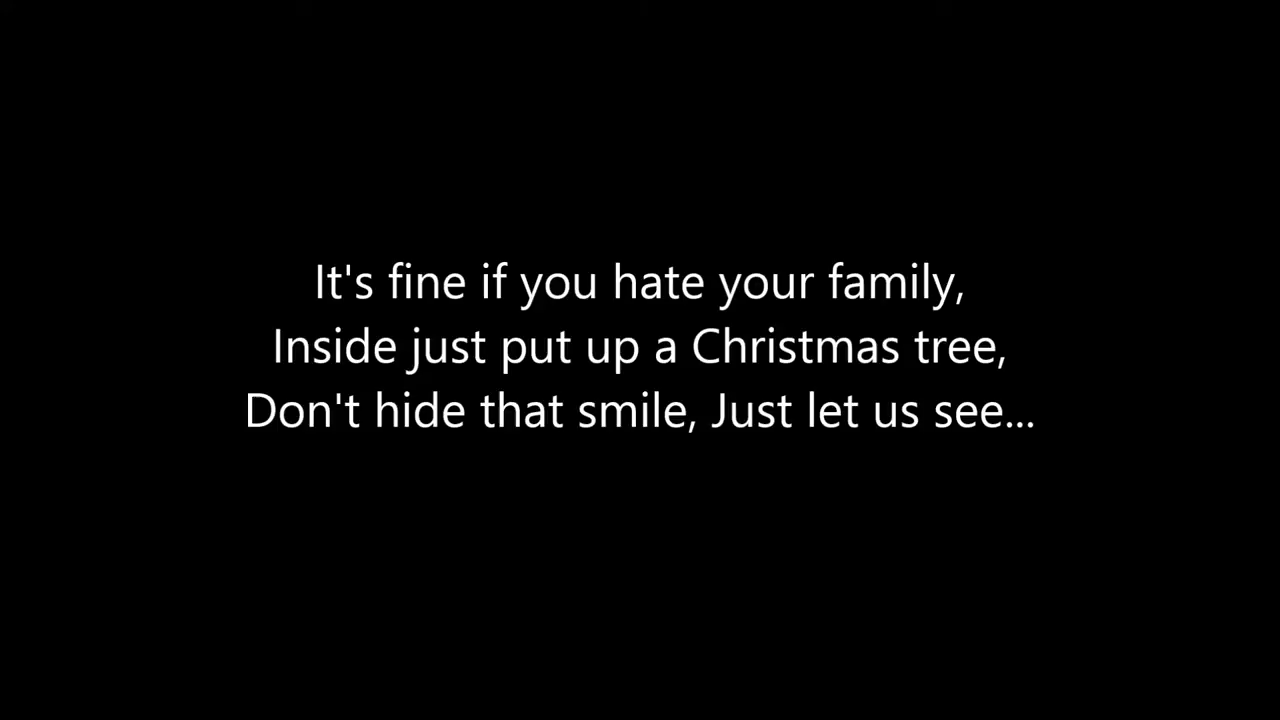 It's fine if you hate your family,
Inside just put up a Christmas tree,
Don't hide that smile, Just let us see...